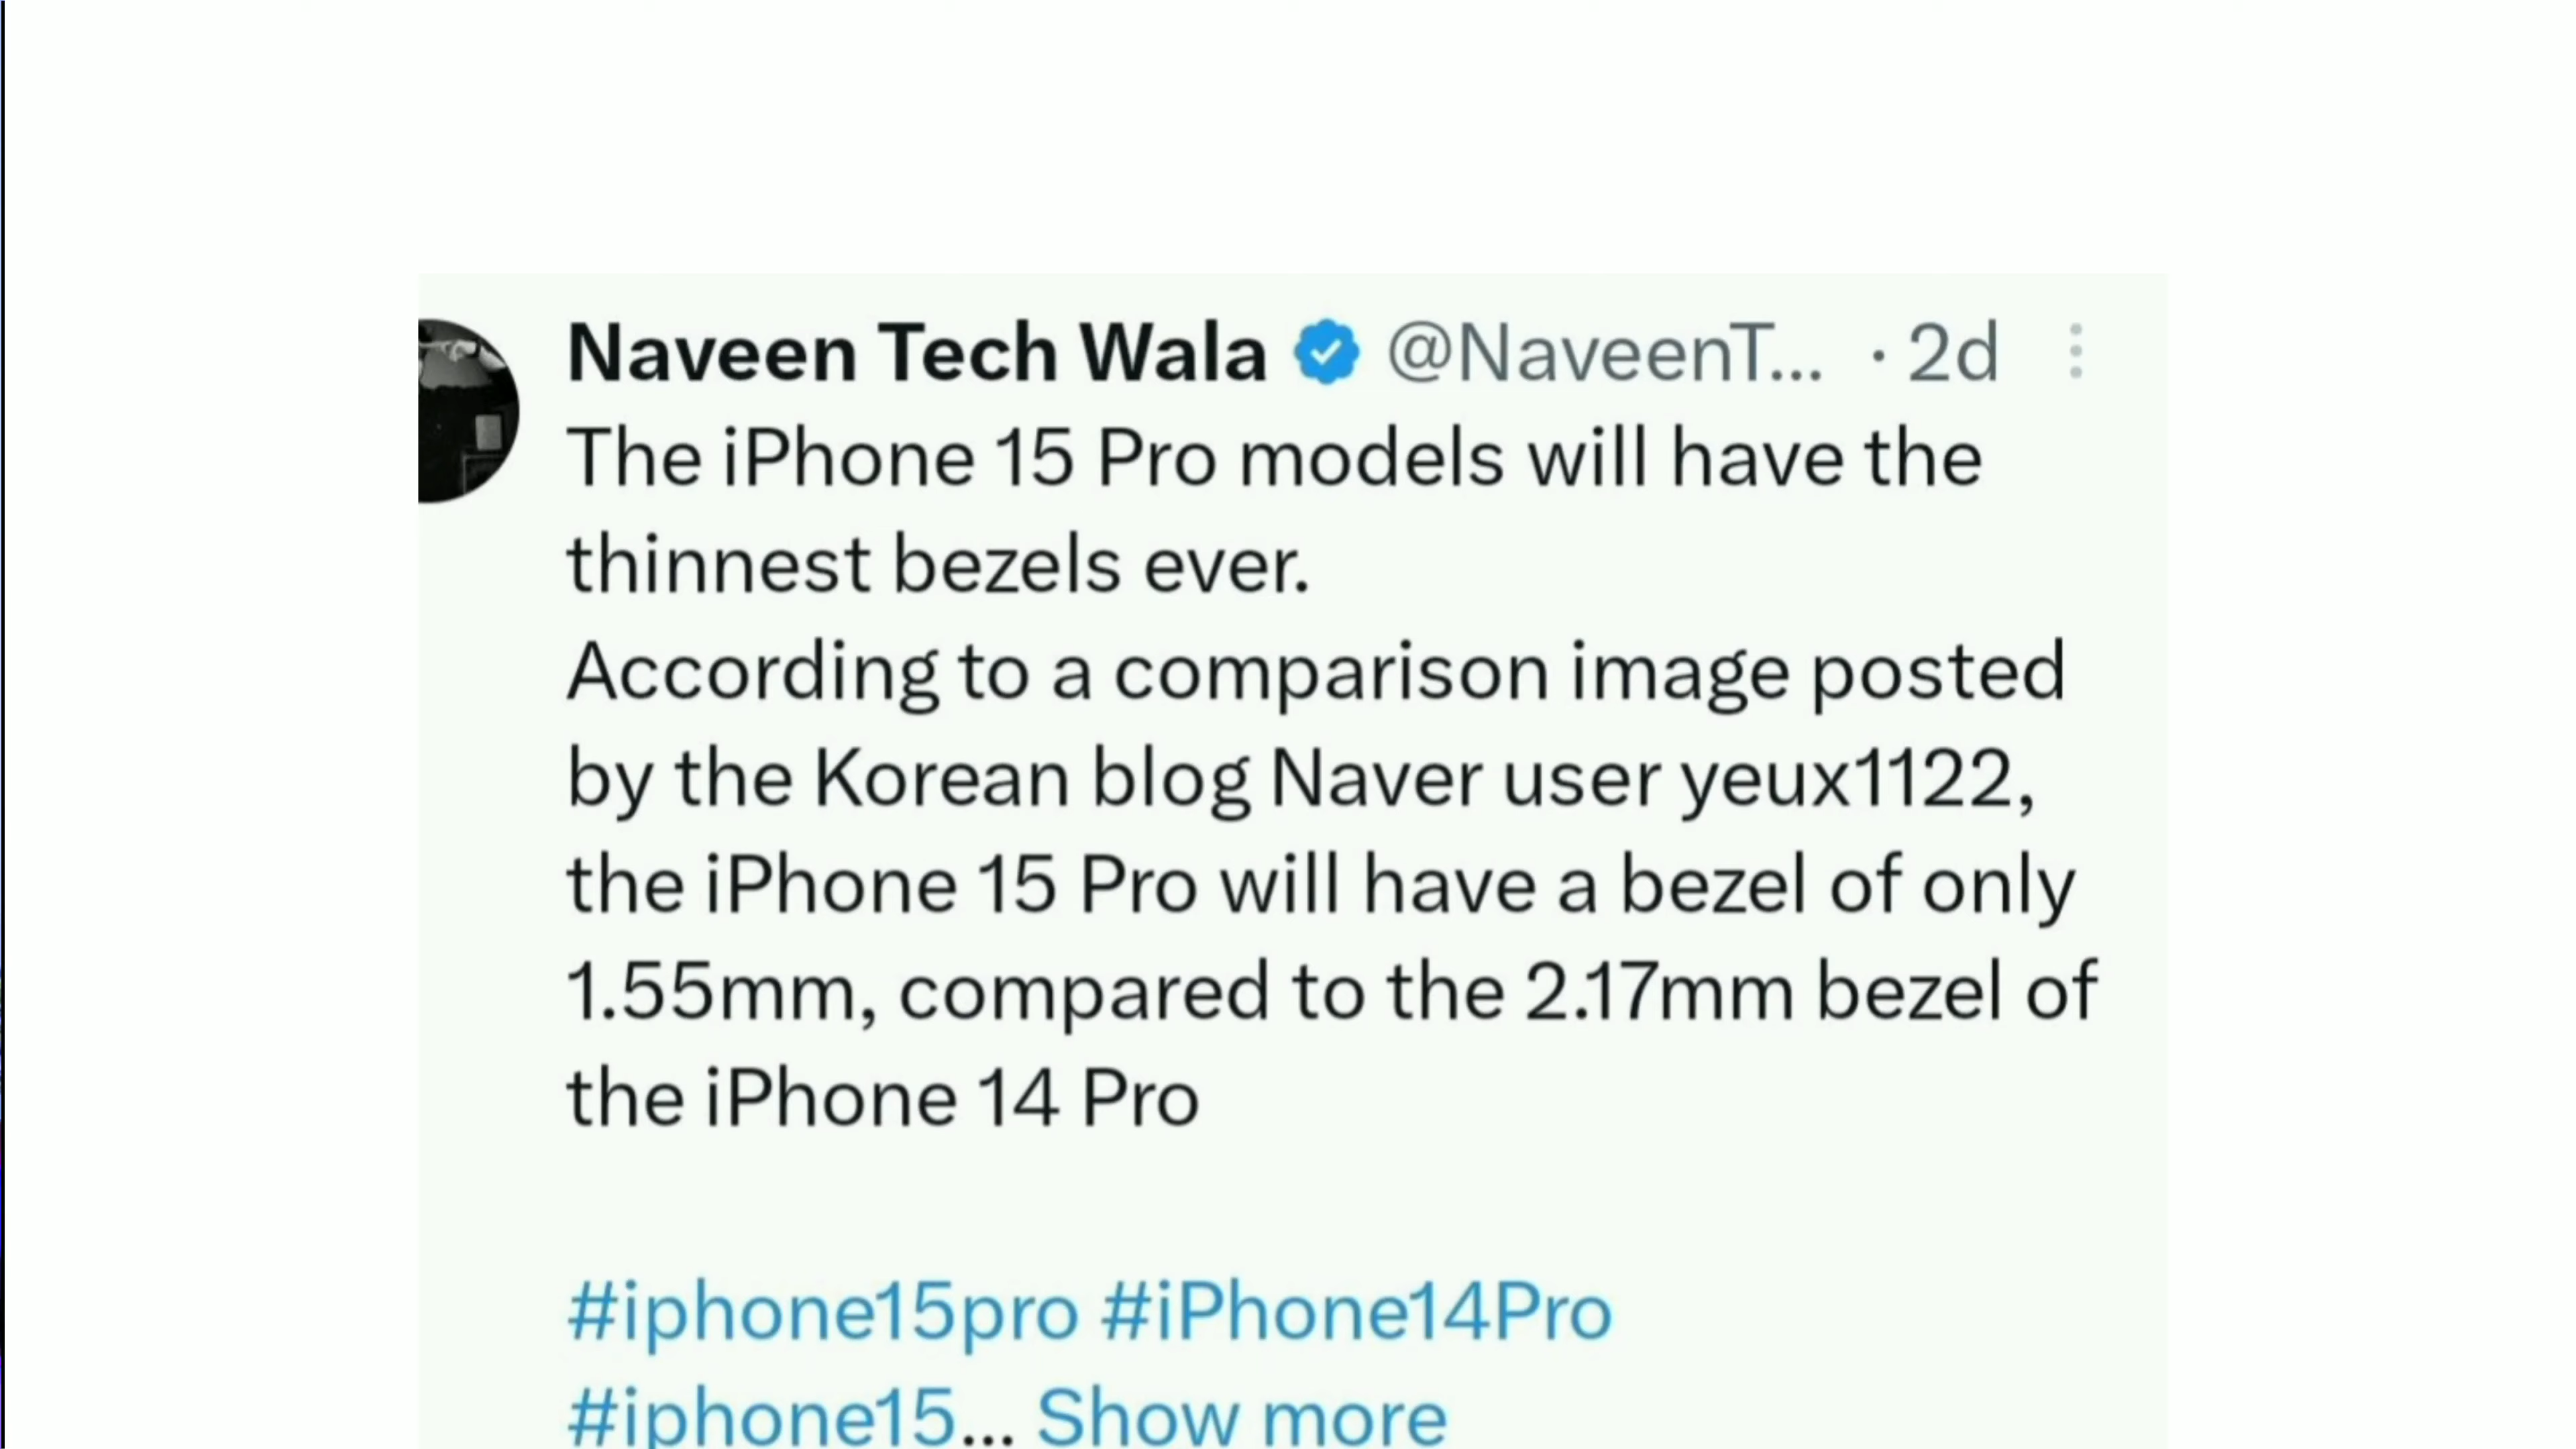 Naveen Tech Wala @NaveenT... · 2d
The iPhone 15 Pro models will have the
thinnest bezels ever.
According to a comparison image posted
by the Korean blog Naver user yeux1122,
the iPhone 15 Pro will have a bezel of only
1.55mm, compared to the 2.17mm bezel of
the iPhone 14 Pro
#iphone15pro #iPhone14Pro
#iphone15... Show more